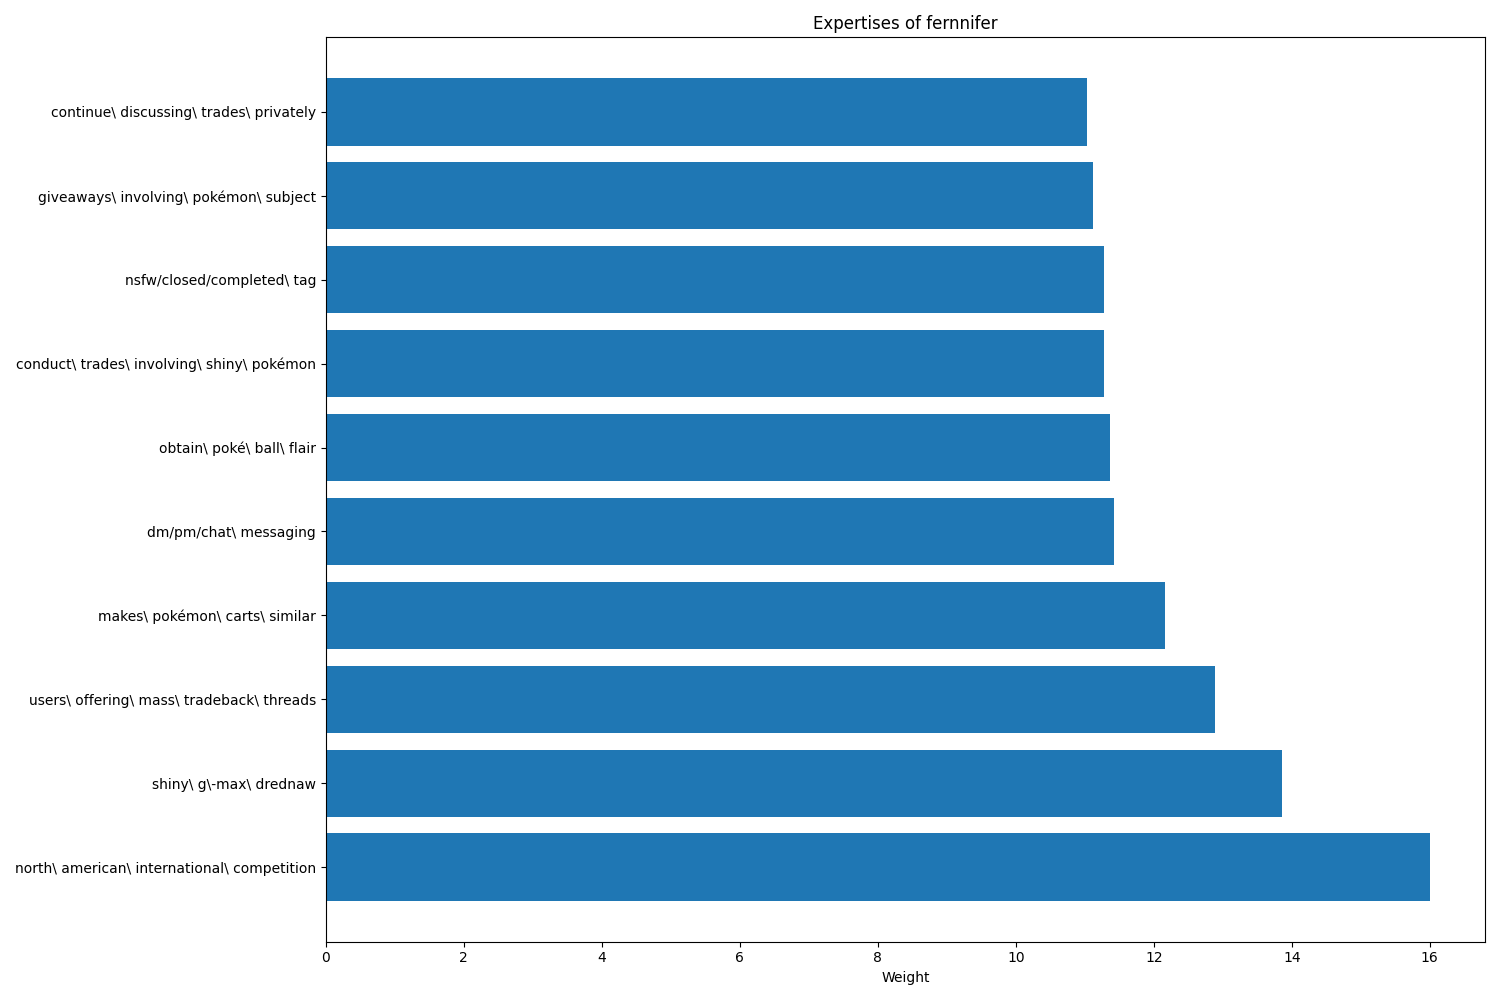 Expertises of fernnifer
continue\ discussing\ trades\ privately
giveaways\ involving\ pokémon\ subject
nsfw/closed/completed\ tag
conduct\ trades\ involving\ shiny\ pokémon
obtain\ poké\ ball\ flair
dm/pm/chat\ messaging
makes\ pokémon\ carts\ similar
users\ offering\ mass\ tradeback\ threads
shiny\ g\-max\ drednaw
north\ american\ international\ competition
0 2 4 6 8 10 12 14 16
Weight